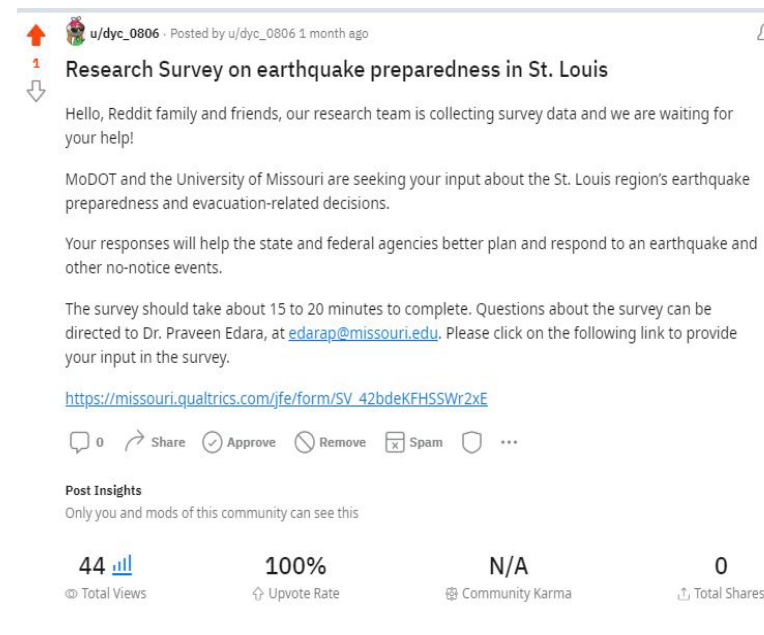 u/dyc_0806 · Posted by u/dyc_0806 1 month ago
1
Research Survey on earthquake preparedness in St. Louis
Hello, Reddit family and friends, our research team is collecting survey data and we are waiting for
your help!
MoDOT and the University of Missouri are seeking your input about the St. Louis region's earthquake
preparedness and evacuation-related decisions.
Your responses will help the state and federal agencies better plan and respond to an earthquake and
other no-notice events.
The survey should take about 15 to 20 minutes to complete. Questions about the survey can be
directed to Dr. Praveen Edara, at edarap@missouri.edu. Please click on the following link to provide
your input in the survey.
https://missouri.qualtrics.com/jfe/form/SV_42bdeKFHSSWr2xE
0 Share Approve Remove Spam ···
Post Insights
Only you and mods of this community can see this
44 100% N/A 0
Total Views Upvote Rate Community Karma Total Shares